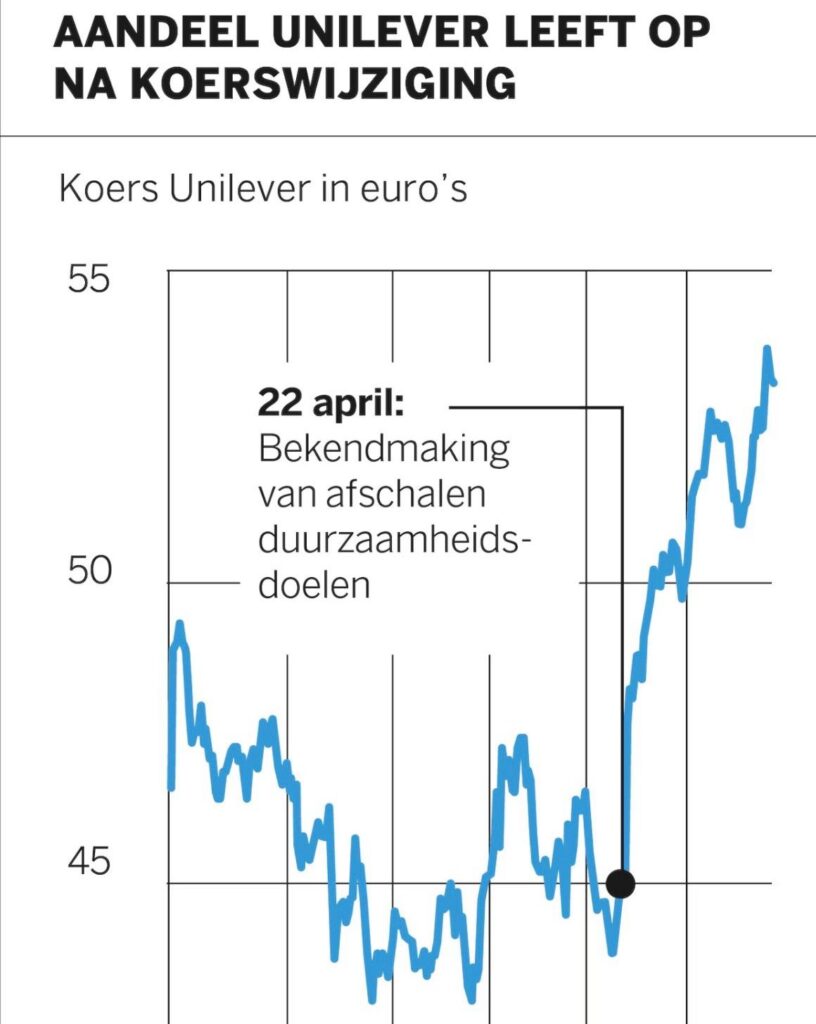 AANDEEL UNILEVER LEEFT OP
NA KOERSWIJZIGING
Koers Unilever in euro's
55
22 april:
Bekendmaking
van afschalen
duurzaamheids-
doelen
50
45